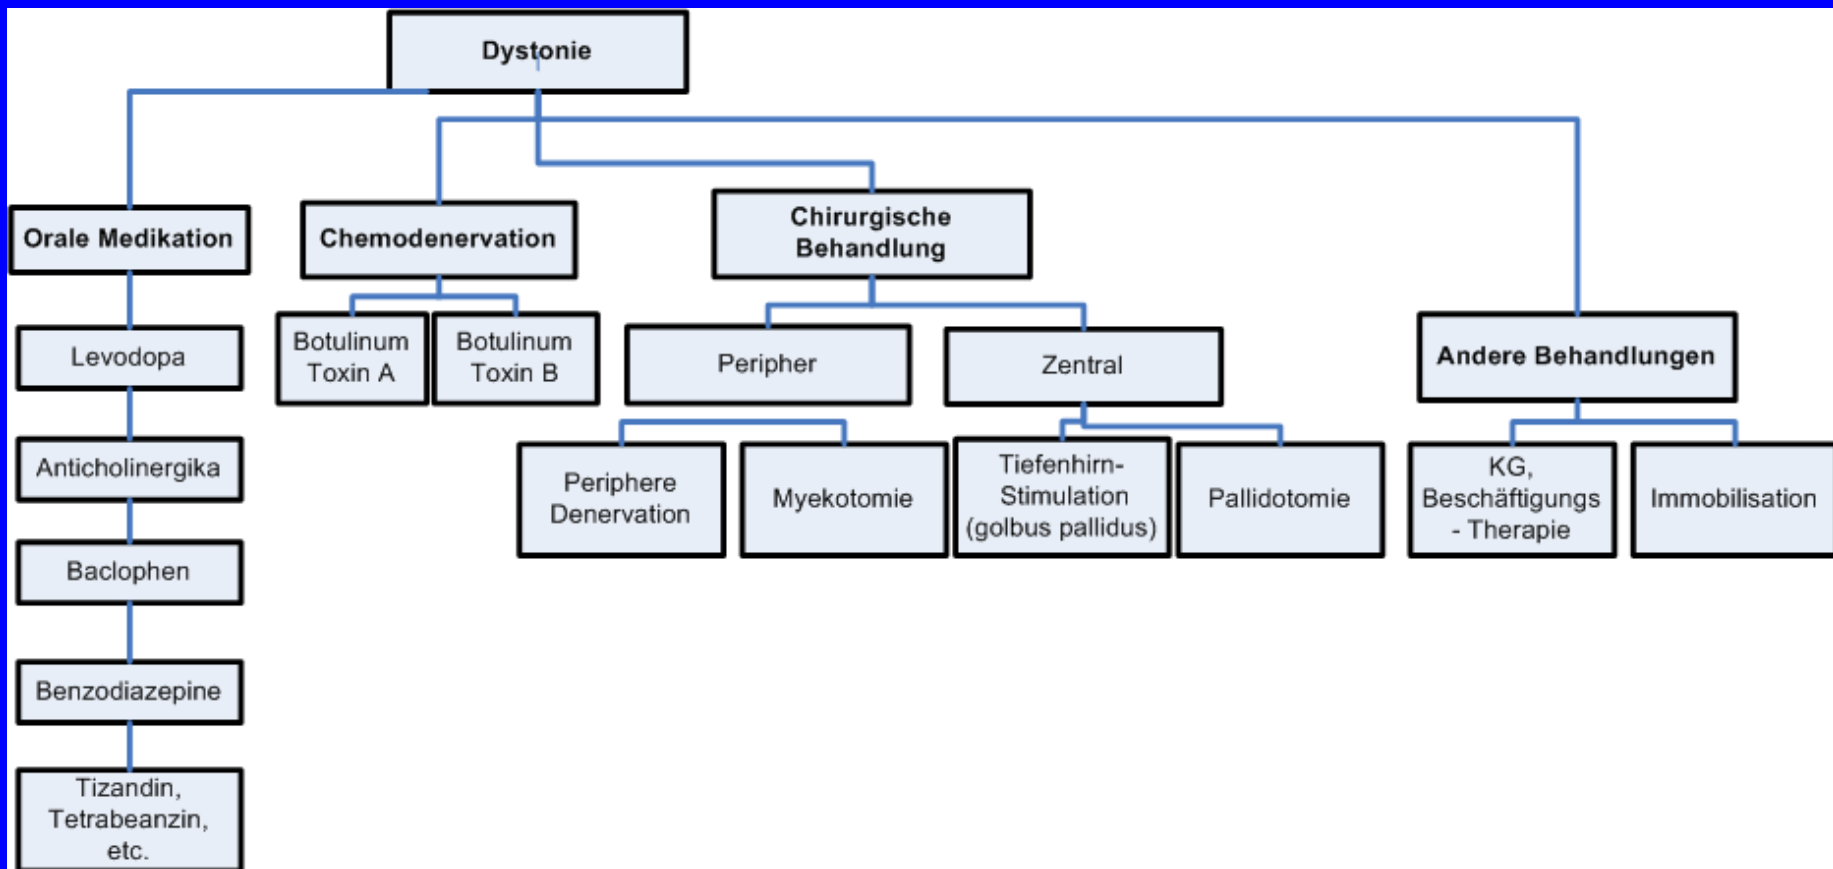 Dystonie
Orale Medikation
Chemodenervation
Chirurgische
Behandlung
Andere Behandlungen
Levodopa
Anticholinergika
Baclophen
Benzodiazepine
Tizandin,
Tetrabeanzin,
etc.
Botulinum
Toxin A
Botulinum
Toxin B
Peripher
Zentral
Periphere
Denervation
Myekotomie
Tiefenhirn-
Stimulation
(golbus pallidus)
Pallidotomie
KG,
Beschäftigungs
- Therapie
Immobilisation